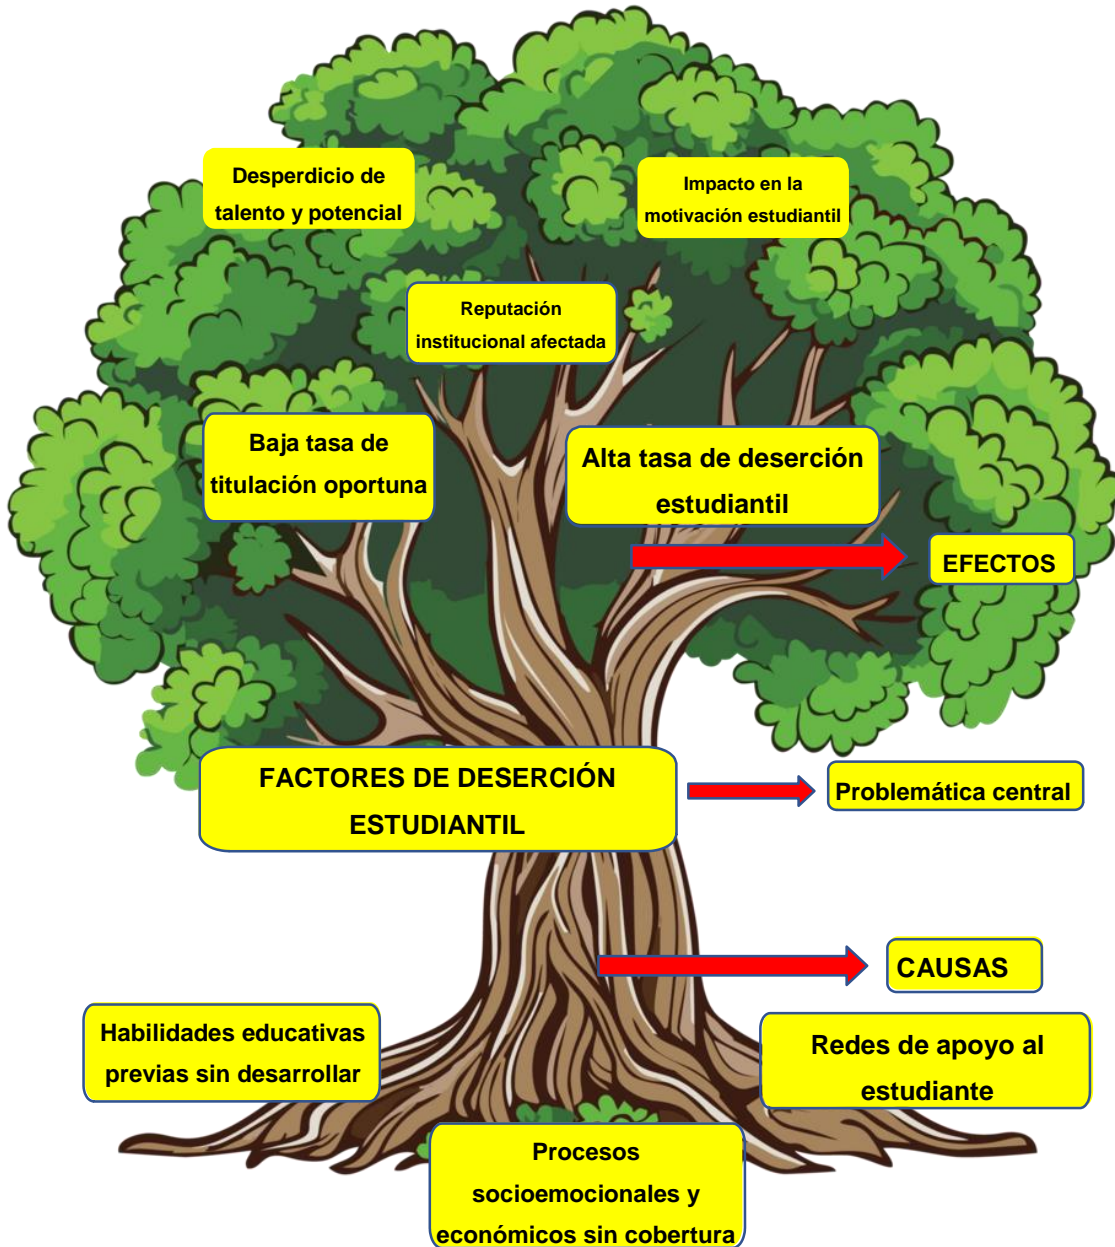 Desperdicio de
talento y potencial
Impacto en la
motivación estudiantil
Reputación
institucional afectada
Baja tasa de
titulación oportuna
Alta tasa de deserción
estudiantil
EFECTOS
FACTORES DE DESERCIÓN
ESTUDIANTIL
Problemática central
CAUSAS
Habilidades educativas
previas sin desarrollar
Redes de apoyo al
estudiante
Procesos
socioemocionales y
económicos sin cobertura